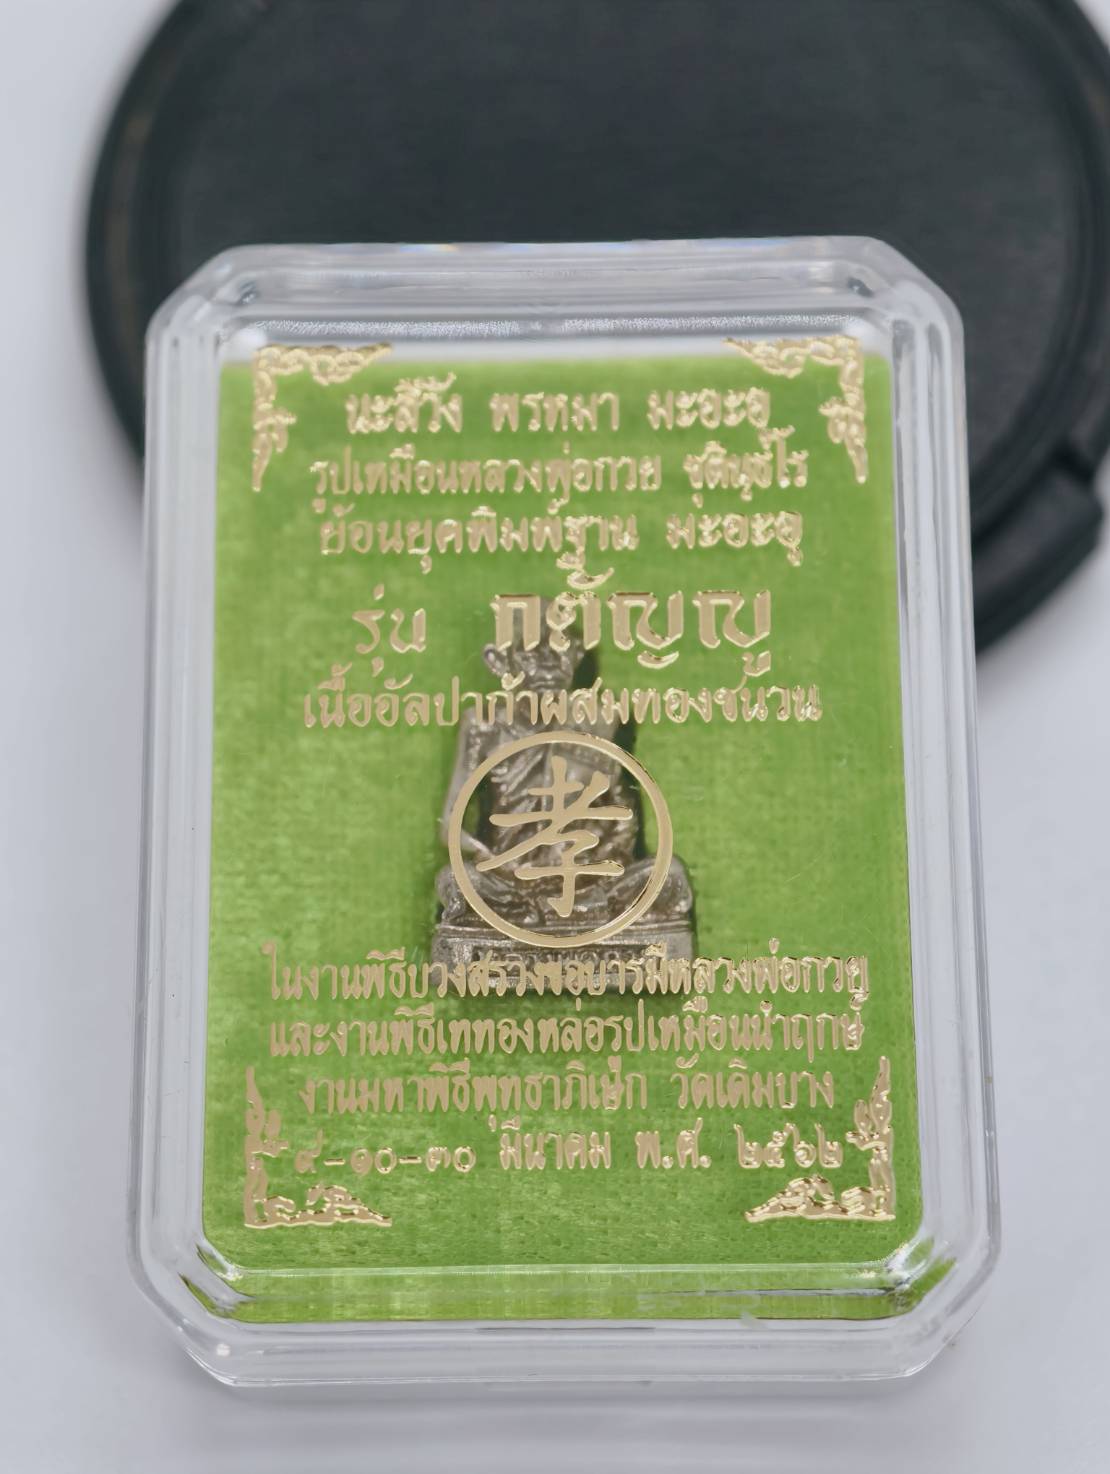 นะสีวัง พรหมา มะอะอุ
รูปเหมือนหลวงพ่อกวย ชุตินฺธโร
ย้อนยุคพิมพ์ฐาน มะอะอุ
รุ่น กตัญญู
เนื้ออัลปาก้าผสมทองชนวน
孝
ในงานพิธีบวงสรวงขอบารมีหลวงพ่อกวย
และงานพิธีเททองหล่อรูปเหมือนนำฤกษ์
งานมหาพิธีพุทธาภิเษก วัดเดิมบาง
๙-๑๐-๓๐ มีนาคม พ.ศ. ๒๕๖๒